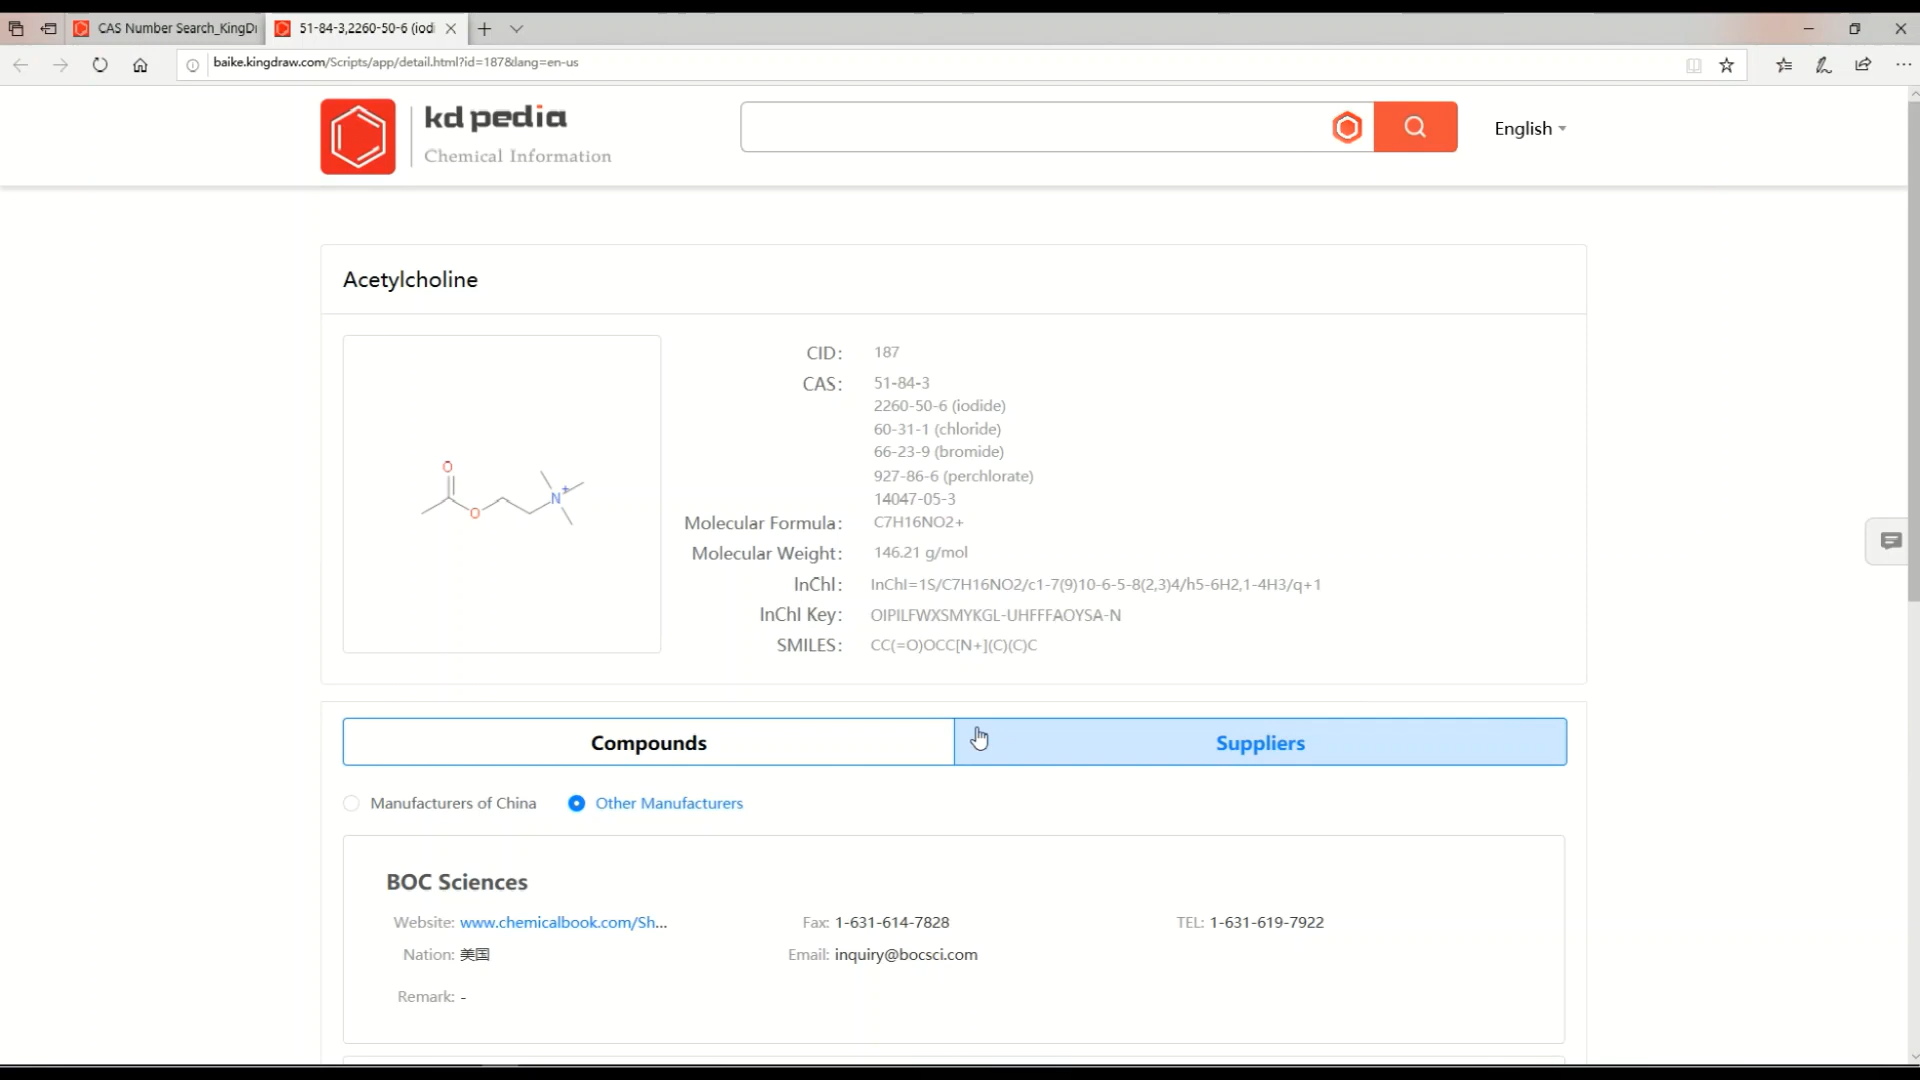 CAS Number Search_KingDr
51-84-3,2260-50-6 (iod
baike.kingdraw.com/Scripts/app/detail.html?id=187&lang=en-us
kd pedia
Chemical Information
English
Acetylcholine
O
O
N+
CID: 187
CAS: 51-84-3
2260-50-6 (iodide)
60-31-1 (chloride)
66-23-9 (bromide)
927-86-6 (perchlorate)
14047-05-3
Molecular Formula: C7H16NO2+
Molecular Weight: 146.21 g/mol
InChI: InChI=1S/C7H16NO2/c1-7(9)10-6-5-8(2,3)4/h5-6H2,1-4H3/q+1
InChI Key: OIPILFWXSMYKGL-UHFFFAOYSA-N
SMILES: CC(=O)OCC[N+](C)(C)C
Compounds Suppliers
Manufacturers of China Other Manufacturers
BOC Sciences
Website: www.chemicalbook.com/Sh... Fax: 1-631-614-7828 TEL: 1-631-619-7922
Nation: 美国 Email: inquiry@bocsci.com
Remark: -